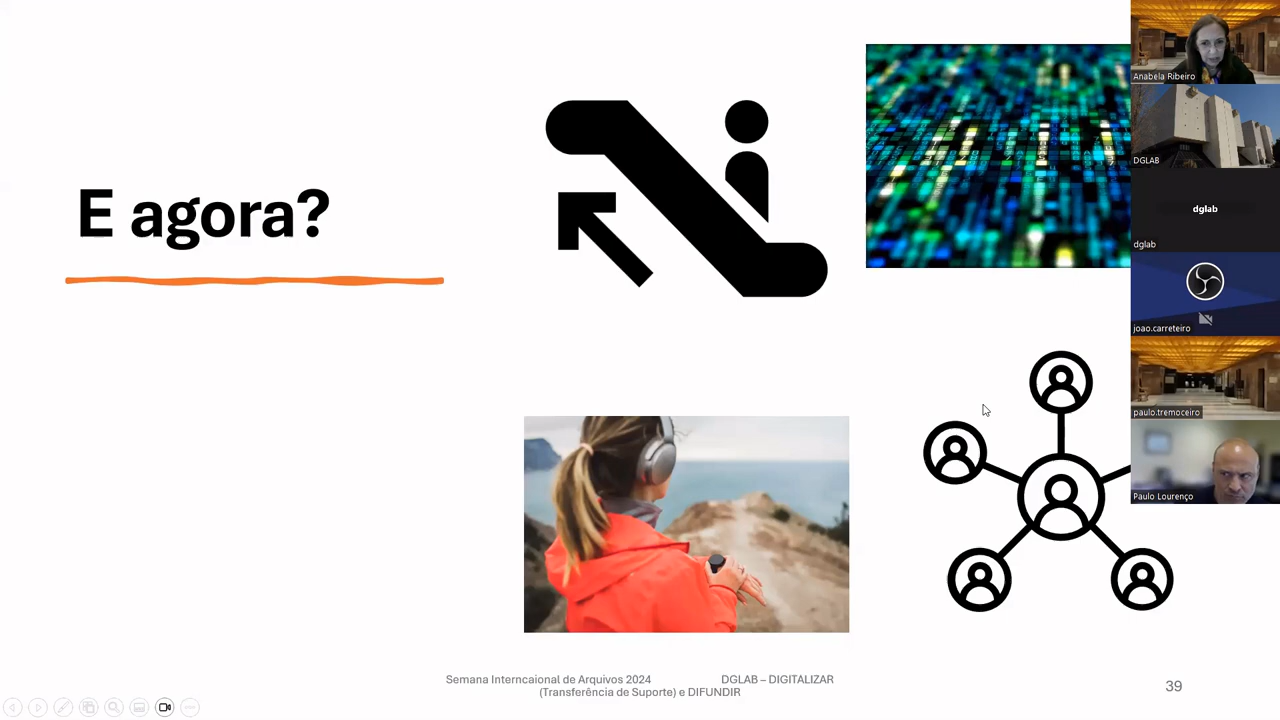 E agora?
Anabela Ribeiro
DGLAB
dglab
dglab
joao.carreteiro
paulo.tremoceiro
Paulo Lourenço
Semana Interncaional de Arquivos 2024 DGLAB – DIGITALIZAR
(Transferência de Suporte) e DIFUNDIR
39